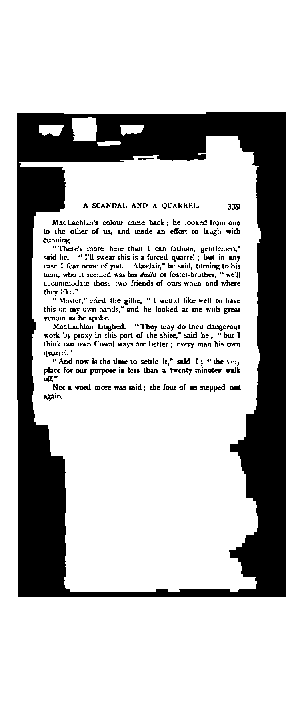 A SCANDAL AND A QUARREL 339
MacLachlan's colour came back; he looked from one
to the other of us, and made an effort to laugh with
cunning.
"There's more here than I can fathom, gentlemen,"
said he. "I'll swear this is a forced quarrel; but in any
case I fear none of you. Alasdair," he said, turning to his
man, who it seemed was his dalta or foster-brother, "we'll
accommodate those two friends of ours when and where
they like."
"Master," cried the gillie, "I would like well to have
this on my own hands," and he looked at me with great
venom as he spoke.
MacLachlan laughed. "They may do their dangerous
work by proxy in this part of the shire," said he, "but I
think our own Cowal ways are better; every man his own
quarrel."
"And now is the time to settle it," said I; "the very
place for our purpose is less than a twenty minutes' walk
off."
Not a word more was said; the four of us stepped out
again.